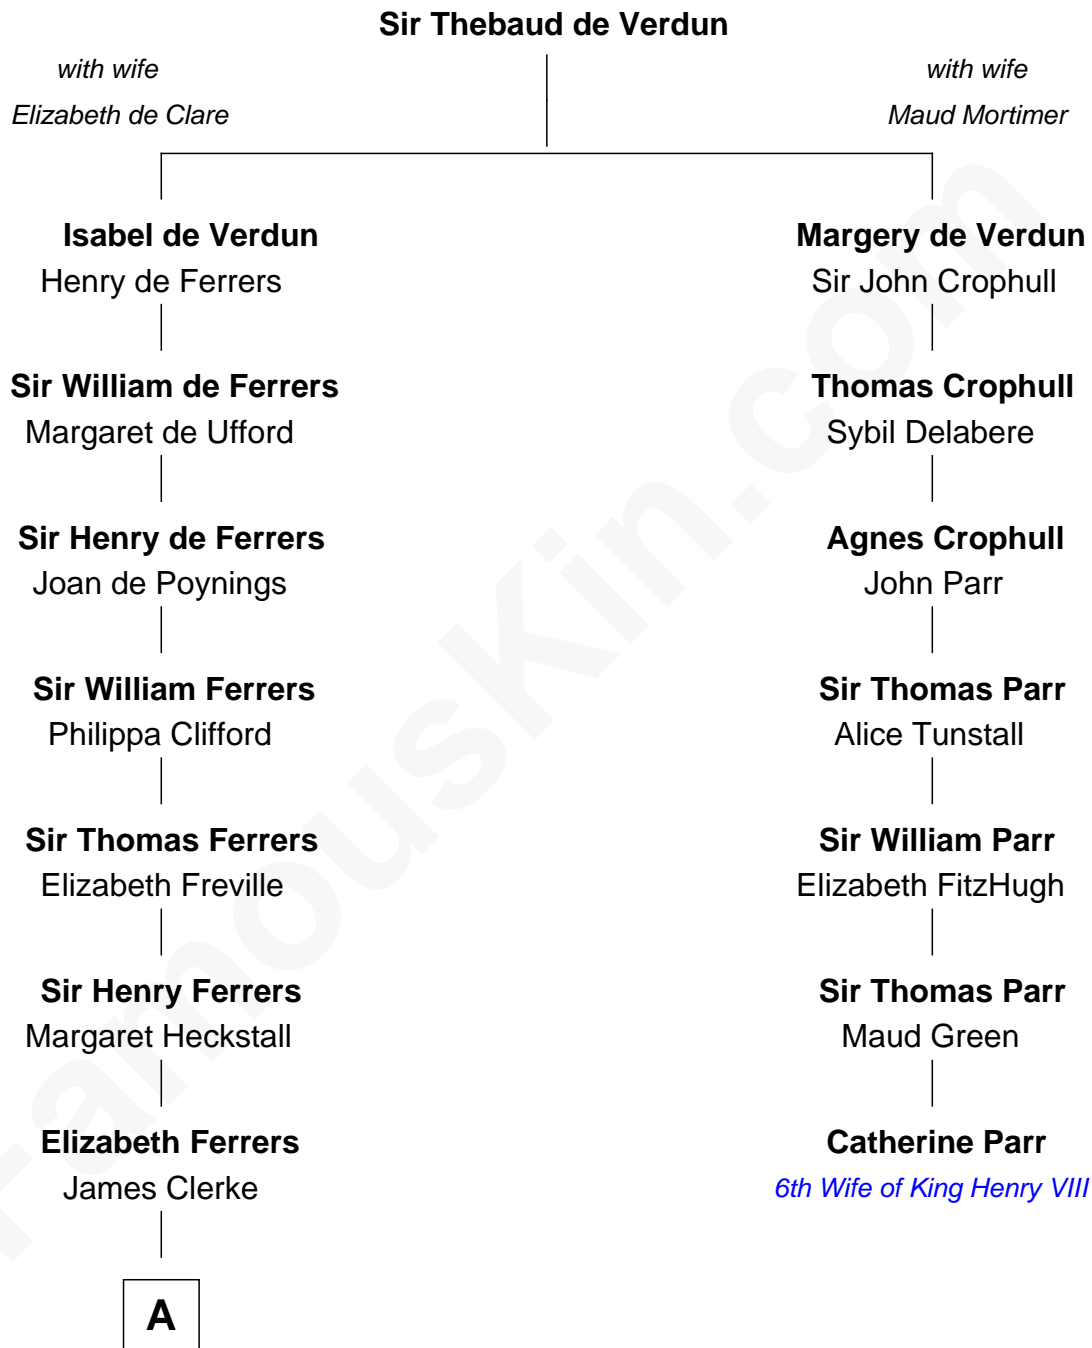 Sir Thebaud de Verdun
with wife
Elizabeth de Clare
with wife
Maud Mortimer
Isabel de Verdun
Henry de Ferrers
Margery de Verdun
Sir John Crophull
Sir William de Ferrers
Margaret de Ufford
Thomas Crophull
Sybil Delabere
Sir Henry de Ferrers
Joan de Poynings
Agnes Crophull
John Parr
Sir William Ferrers
Philippa Clifford
Sir Thomas Parr
Alice Tunstall
Sir Thomas Ferrers
Elizabeth Freville
Sir William Parr
Elizabeth FitzHugh
Sir Henry Ferrers
Margaret Heckstall
Sir Thomas Parr
Maud Green
Elizabeth Ferrers
James Clerke
Catherine Parr
6th Wife of King Henry VIII
A
FamousKin.com